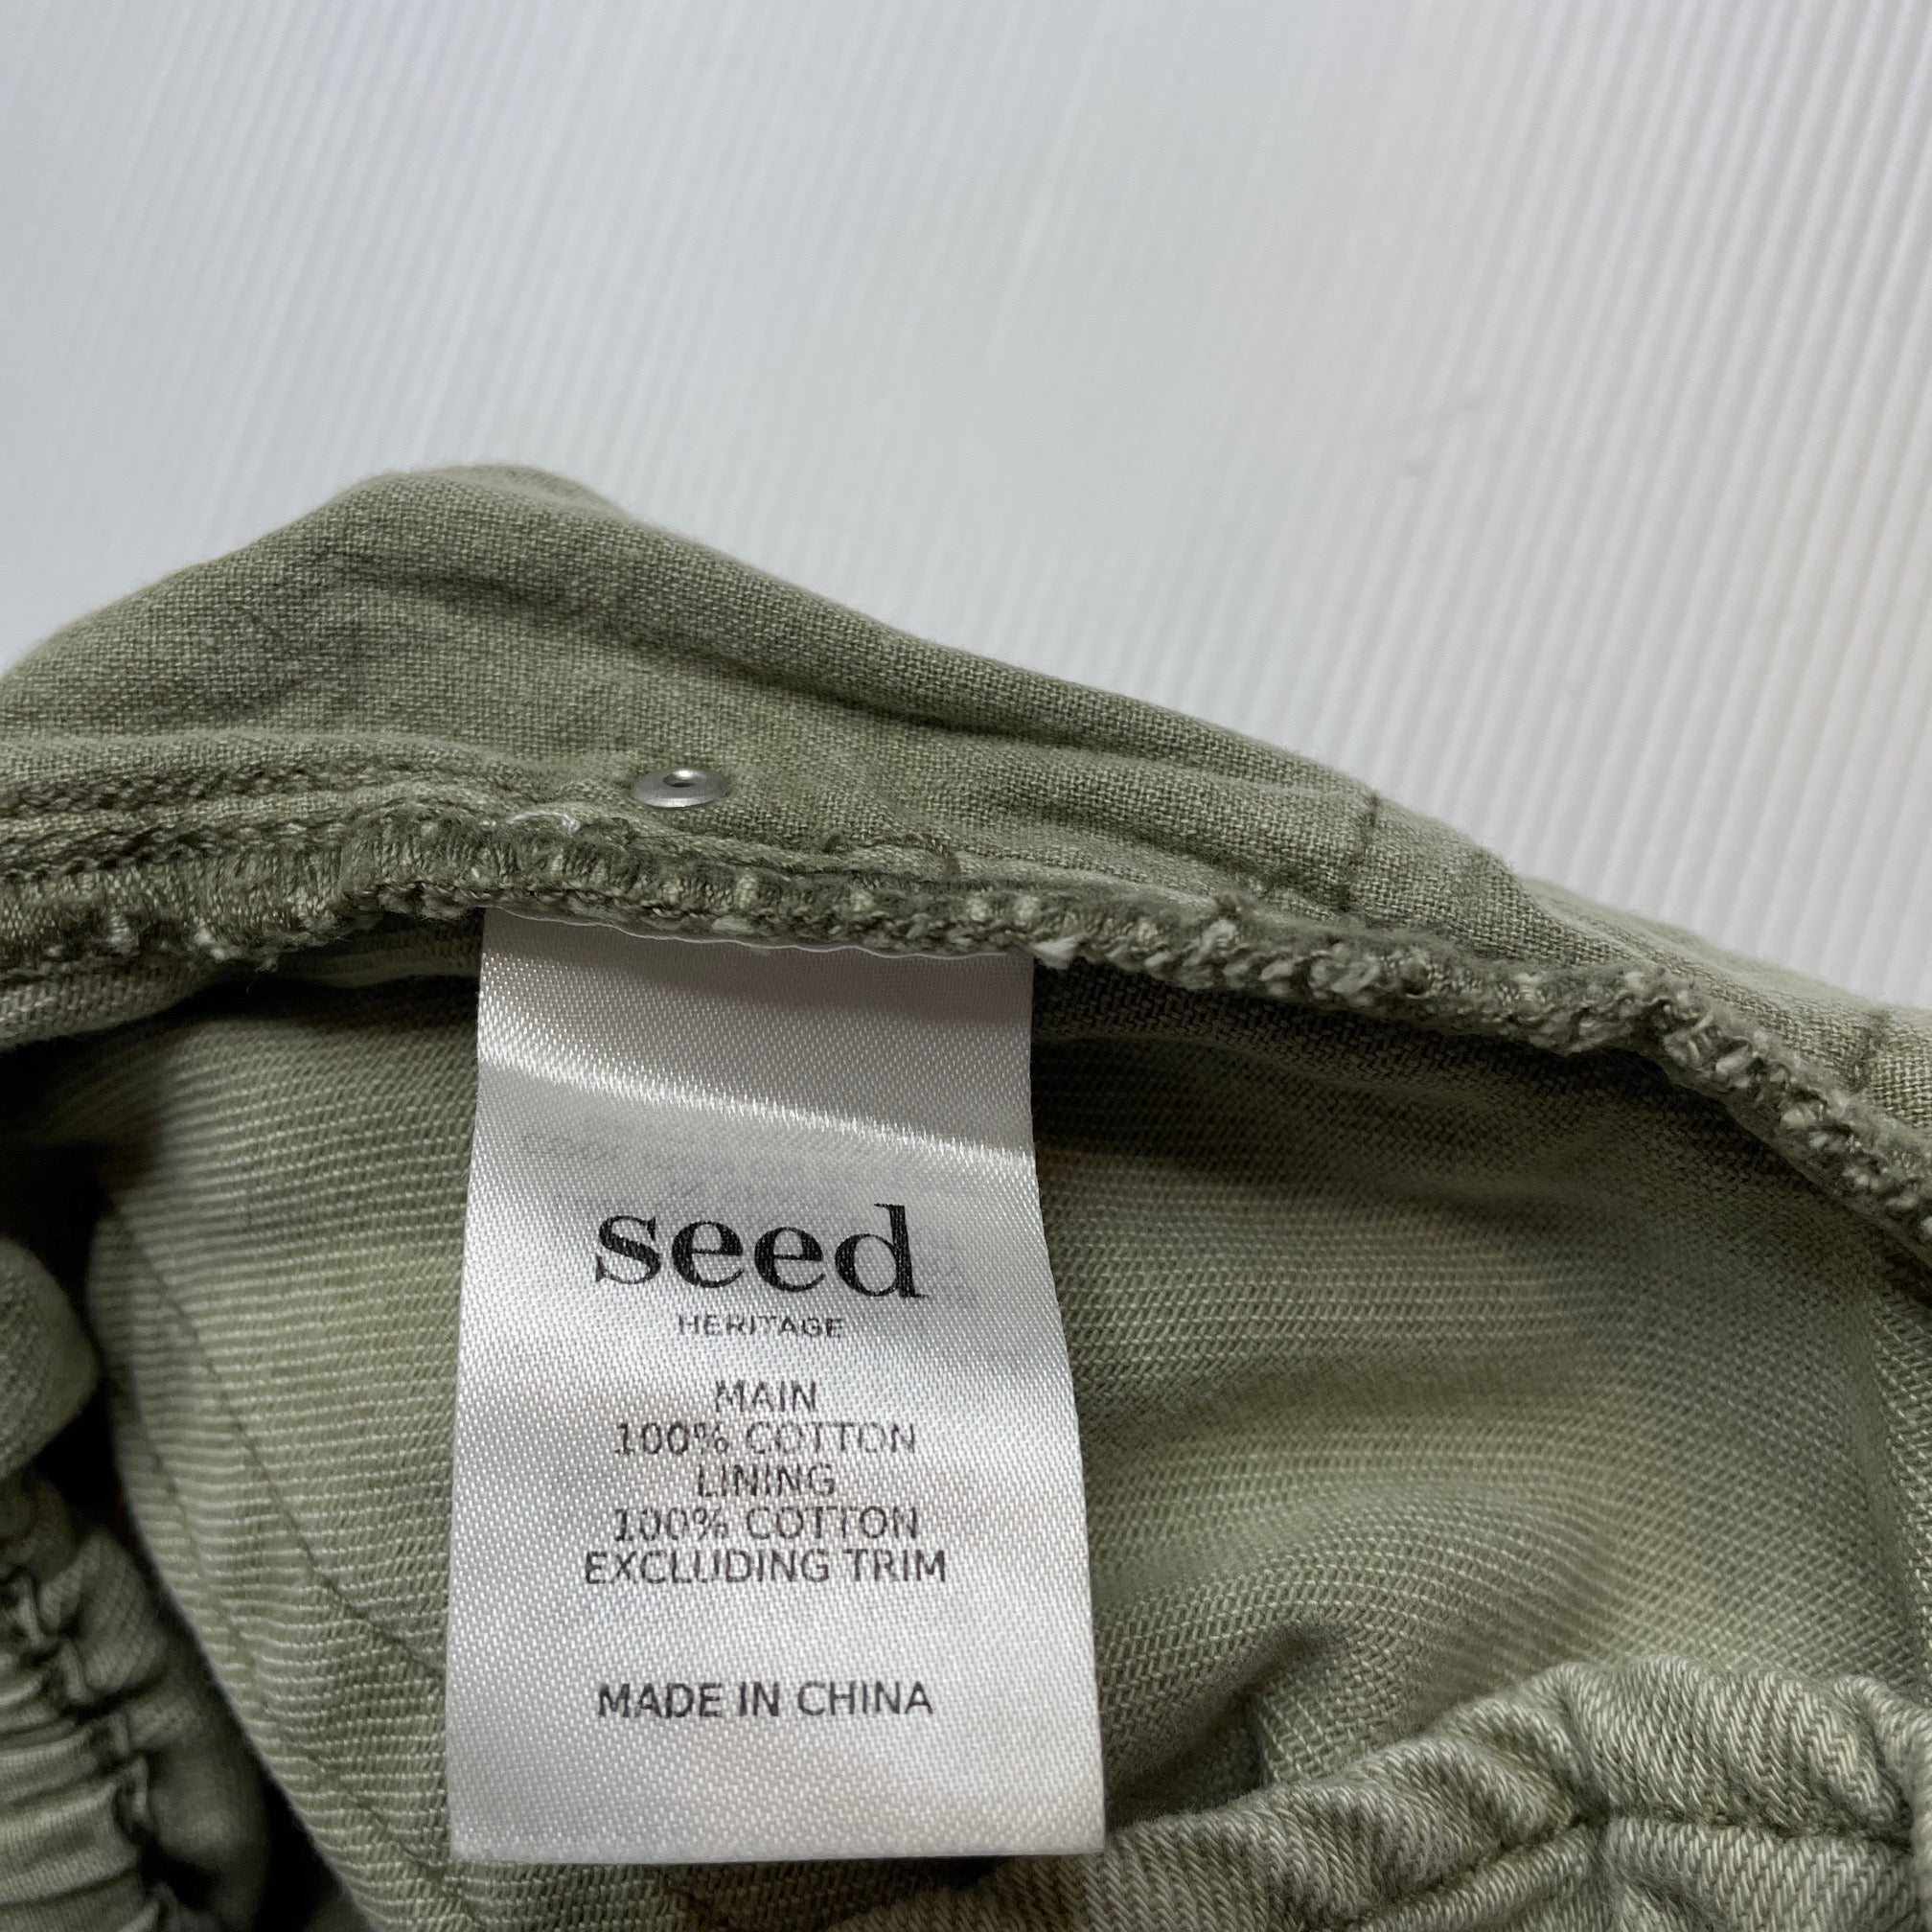 seed
HERITAGE
MAIN
100% COTTON
LINING
100% COTTON
EXCLUDING TRIM
MADE IN CHINA